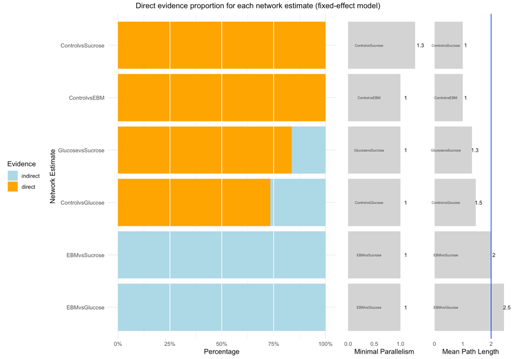 Direct evidence proportion for each network estimate (fixed-effect model)
Evidence
indirect
direct
Network Estimate
ControlvsSucrose
ControlvsEBM
GlucosevsSucrose
ControlvsGlucose
EBMvsSucrose
EBMvsGlucose
0%
25%
50%
75%
100%
Percentage
ControlvsSucrose 1.3
ControlvsEBM 1
GlucosevsSucrose 1
ControlvsGlucose 1
EBMvsSucrose 1
EBMvsGlucose 1
0.0 0.5 1.0
Minimal Parallelism
ControlvsSucrose 1
ControlvsEBM 1
GlucosevsSucrose 1.3
ControlvsGlucose 1.5
EBMvsSucrose 2
EBMvsGlucose 2.5
0 1 2
Mean Path Length